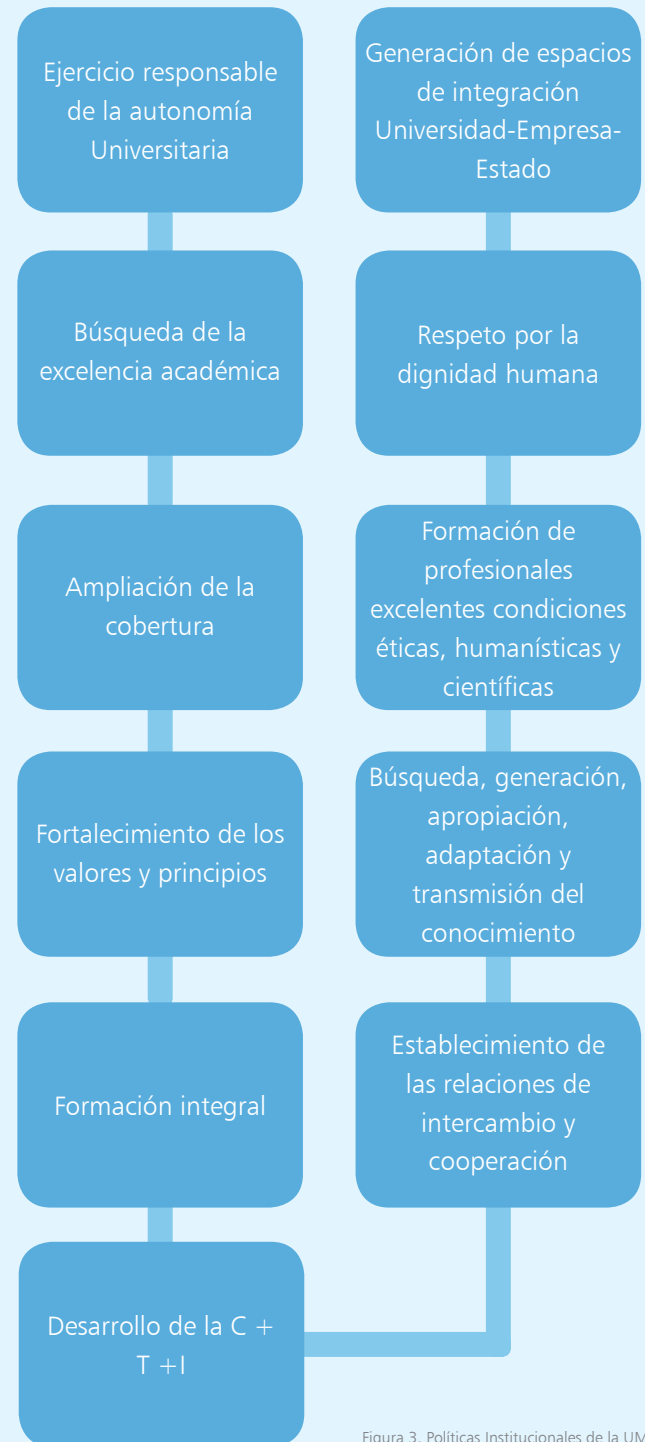 Ejercicio responsable
de la autonomía
Universitaria
Búsqueda de la
excelencia académica
Ampliación de la
cobertura
Fortalecimiento de los
valores y principios
Formación integral
Desarrollo de la C +
T +I
Generación de espacios
de integración
Universidad-Empresa-
Estado
Respeto por la
dignidad humana
Formación de
profesionales
excelentes condiciones
éticas, humanísticas y
científicas
Búsqueda, generación,
apropiación,
adaptación y
transmisión del
conocimiento
Establecimiento de
las relaciones de
intercambio y
cooperación
Figura 3. Políticas Institucionales de la UM